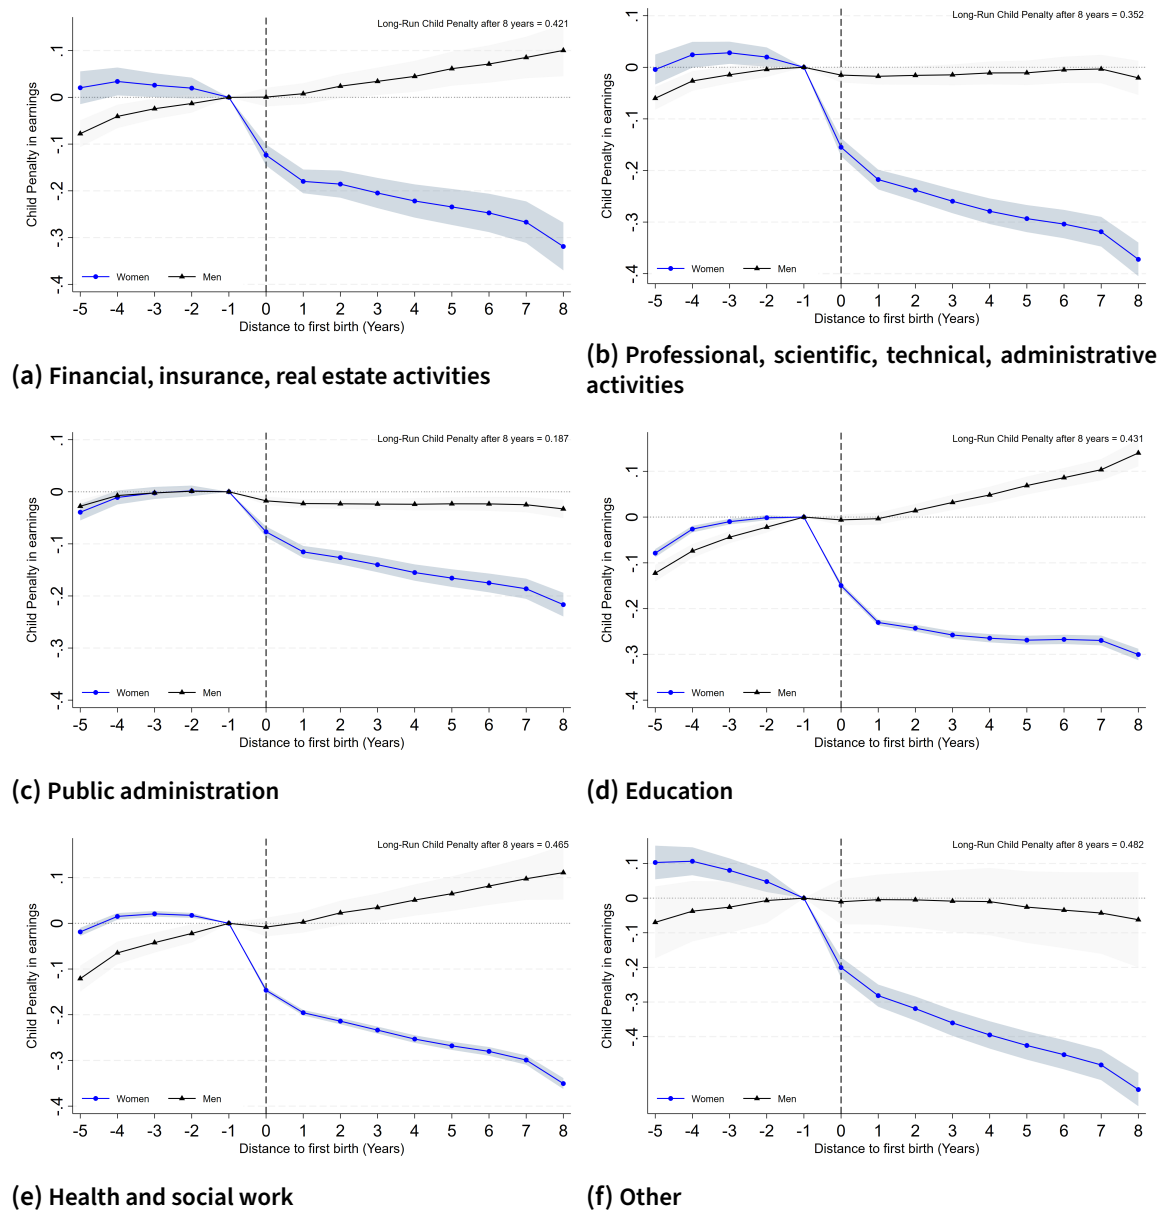 Long-Run Child Penalty after 8 years = 0.421
Child Penalty in earnings
.1
0
-.1
-.2
-.3
-.4
Women Men
-5 -4 -3 -2 -1 0 1 2 3 4 5 6 7 8
Distance to first birth (Years)
(a) Financial, insurance, real estate activities
Long-Run Child Penalty after 8 years = 0.352
Child Penalty in earnings
.1
0
-.1
-.2
-.3
-.4
Women Men
-5 -4 -3 -2 -1 0 1 2 3 4 5 6 7 8
Distance to first birth (Years)
(b) Professional, scientific, technical, administrative
activities
Long-Run Child Penalty after 8 years = 0.187
Child Penalty in earnings
.1
0
-.1
-.2
-.3
-.4
Women Men
-5 -4 -3 -2 -1 0 1 2 3 4 5 6 7 8
Distance to first birth (Years)
(c) Public administration
Long-Run Child Penalty after 8 years = 0.431
Child Penalty in earnings
.1
0
-.1
-.2
-.3
-.4
Women Men
-5 -4 -3 -2 -1 0 1 2 3 4 5 6 7 8
Distance to first birth (Years)
(d) Education
Long-Run Child Penalty after 8 years = 0.465
Child Penalty in earnings
.1
0
-.1
-.2
-.3
-.4
Women Men
-5 -4 -3 -2 -1 0 1 2 3 4 5 6 7 8
Distance to first birth (Years)
(e) Health and social work
Long-Run Child Penalty after 8 years = 0.482
Child Penalty in earnings
.1
0
-.1
-.2
-.3
-.4
Women Men
-5 -4 -3 -2 -1 0 1 2 3 4 5 6 7 8
Distance to first birth (Years)
(f) Other